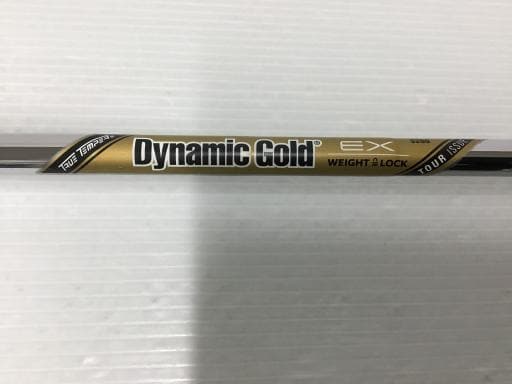 TRUE TEMPER
Dynamic Gold®
EX
WEIGHT LOCK
TOUR ISSUE